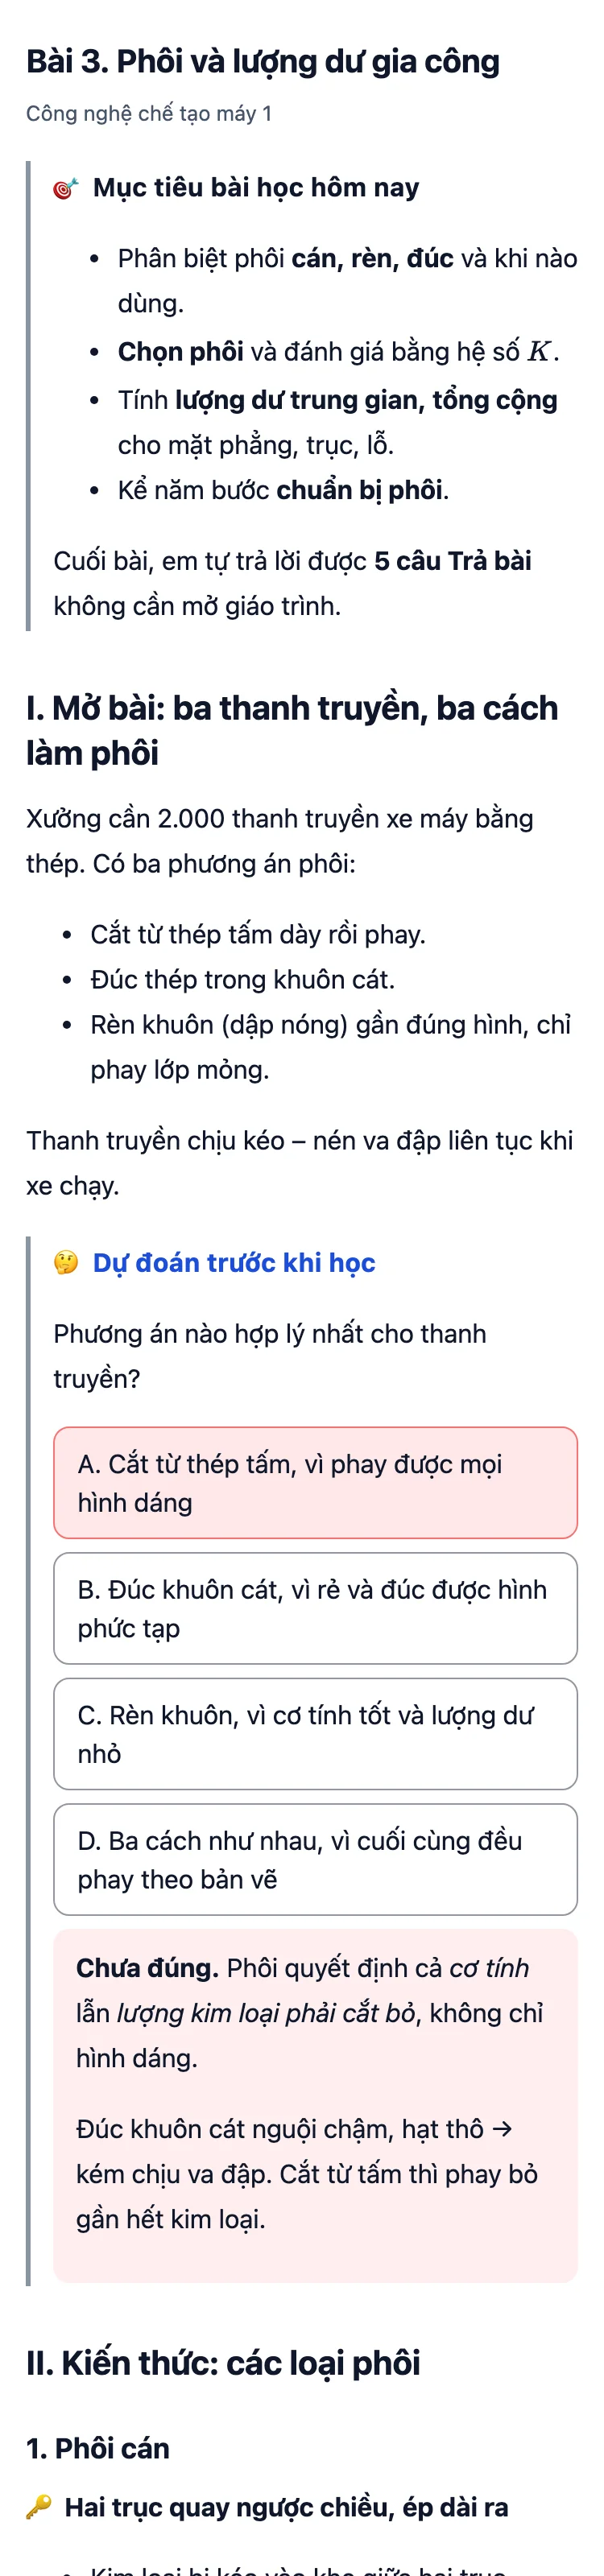 Bài 3. Phôi và lượng dư gia công
Công nghệ chế tạo máy 1
🎯 Mục tiêu bài học hôm nay
• Phân biệt phôi cán, rèn, đúc và khi nào
dùng.
• Chọn phôi và đánh giá bằng hệ số K.
• Tính lượng dư trung gian, tổng cộng
cho mặt phẳng, trục, lỗ.
• Kể năm bước chuẩn bị phôi.
Cuối bài, em tự trả lời được 5 câu Trả bài
không cần mở giáo trình.
I. Mở bài: ba thanh truyền, ba cách
làm phôi
Xưởng cần 2.000 thanh truyền xe máy bằng
thép. Có ba phương án phôi:
• Cắt từ thép tấm dày rồi phay.
• Đúc thép trong khuôn cát.
• Rèn khuôn (dập nóng) gần đúng hình, chỉ
phay lớp mỏng.
Thanh truyền chịu kéo – nén va đập liên tục khi
xe chạy.
🤔 Dự đoán trước khi học
Phương án nào hợp lý nhất cho thanh
truyền?
A. Cắt từ thép tấm, vì phay được mọi
hình dáng
B. Đúc khuôn cát, vì rẻ và đúc được hình
phức tạp
C. Rèn khuôn, vì cơ tính tốt và lượng dư
nhỏ
D. Ba cách như nhau, vì cuối cùng đều
phay theo bản vẽ
Chưa đúng. Phôi quyết định cả cơ tính
lẫn lượng kim loại phải cắt bỏ, không chỉ
hình dáng.
Đúc khuôn cát nguội chậm, hạt thô →
kém chịu va đập. Cắt từ tấm thì phay bỏ
gần hết kim loại.
II. Kiến thức: các loại phôi
1. Phôi cán
🔑 Hai trục quay ngược chiều, ép dài ra